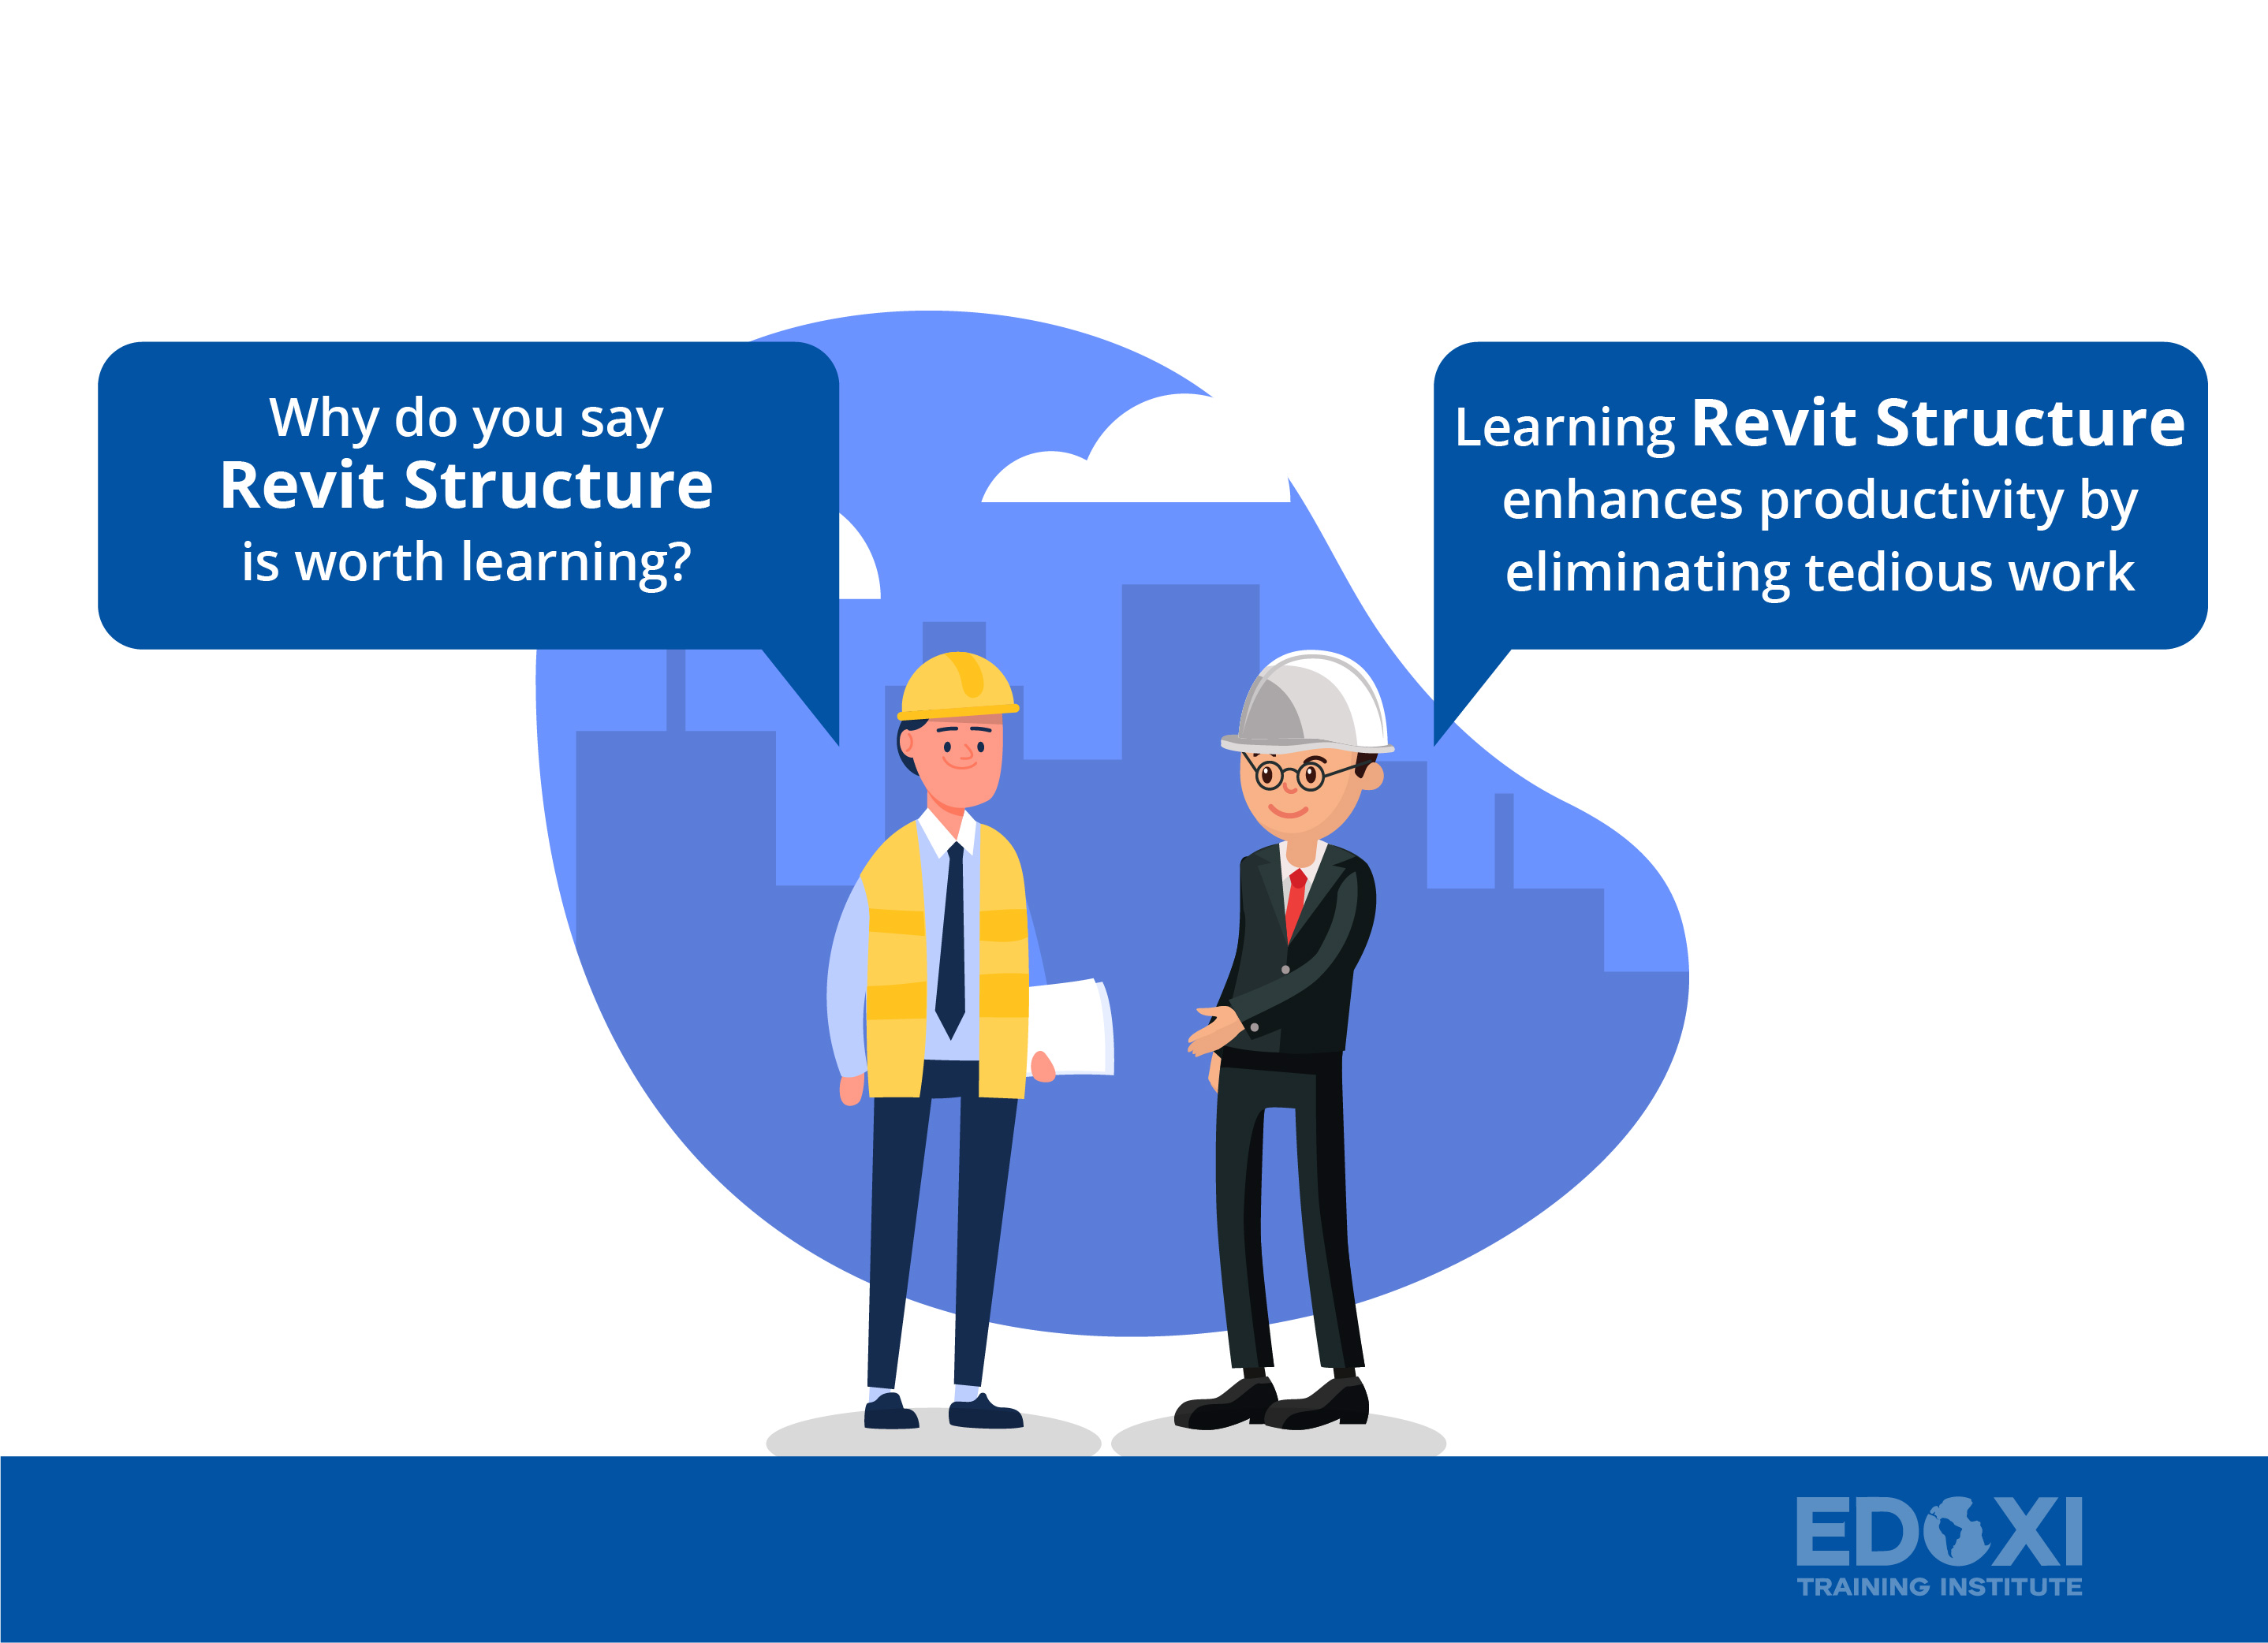 Why do you say
Revit Structure
is worth learning?
Learning Revit Structure
enhances productivity by
eliminating tedious work
EDOXI
TRAINING INSTITUTE